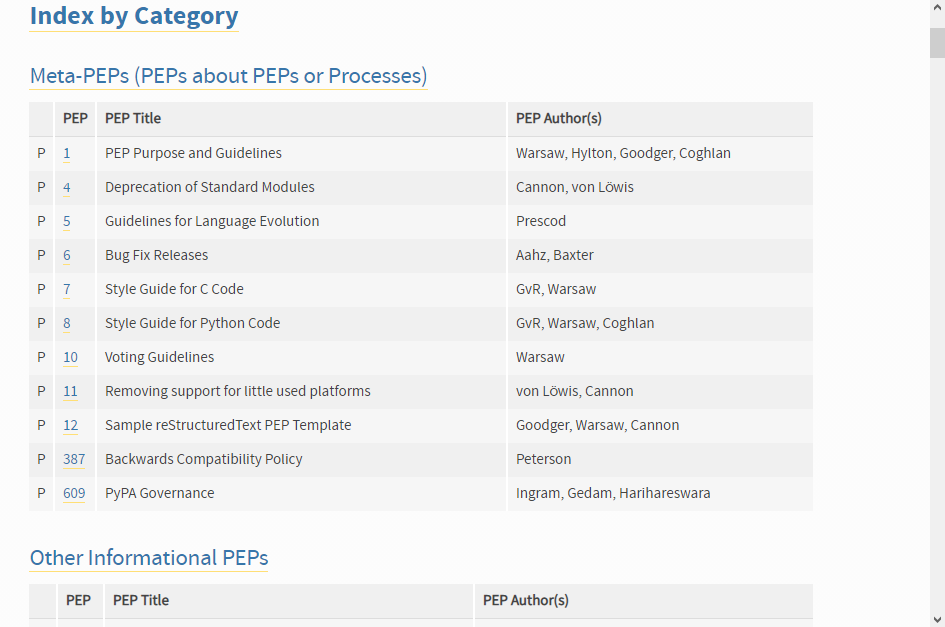 Index by Category
Meta-PEPs (PEPs about PEPs or Processes)
PEP PEP Title PEP Author(s)
P 1 PEP Purpose and Guidelines Warsaw, Hylton, Goodger, Coghlan
P 4 Deprecation of Standard Modules Cannon, von Löwis
P 5 Guidelines for Language Evolution Prescod
P 6 Bug Fix Releases Aahz, Baxter
P 7 Style Guide for C Code GvR, Warsaw
P 8 Style Guide for Python Code GvR, Warsaw, Coghlan
P 10 Voting Guidelines Warsaw
P 11 Removing support for little used platforms von Löwis, Cannon
P 12 Sample reStructuredText PEP Template Goodger, Warsaw, Cannon
P 387 Backwards Compatibility Policy Peterson
P 609 PyPA Governance Ingram, Gedam, Harihareswara
Other Informational PEPs
PEP PEP Title PEP Author(s)